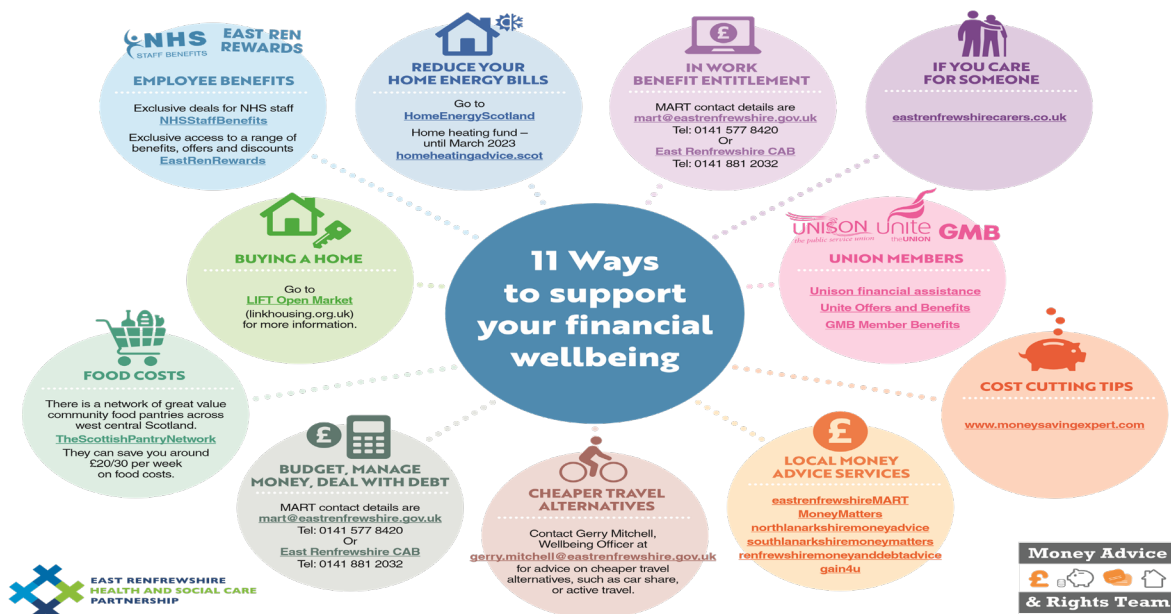 NHS
STAFF BENEFITS
EAST REN
REWARDS
EMPLOYEE BENEFITS
Exclusive deals for NHS staff
NHSStaffBenefits
Exclusive access to a range of
benefits, offers and discounts
EastRenRewards
REDUCE YOUR
HOME ENERGY BILLS
Go to
HomeEnergyScotland
Home heating fund –
until March 2023
homeheatingadvice.scot
£
IN WORK
BENEFIT ENTITLEMENT
MART contact details are
mart@eastrenfrewshire.gov.uk
Tel: 0141 577 8420
Or
East Renfrewshire CAB
Tel: 0141 881 2032
IF YOU CARE
FOR SOMEONE
eastrenfrewshirecarers.co.uk
BUYING A HOME
Go to
LIFT Open Market
(linkhousing.org.uk)
for more information.
11 Ways
to support
your financial
wellbeing
UNISON
the public service union
Unite
the UNION
GMB
UNION MEMBERS
Unison financial assistance
Unite Offers and Benefits
GMB Member Benefits
FOOD COSTS
There is a network of great value
community food pantries across
west central Scotland.
TheScottishPantryNetwork
They can save you around
£20/30 per week
on food costs.
£
BUDGET, MANAGE
MONEY, DEAL WITH DEBT
MART contact details are
mart@eastrenfrewshire.gov.uk
Tel: 0141 577 8420
Or
East Renfrewshire CAB
Tel: 0141 881 2032
CHEAPER TRAVEL
ALTERNATIVES
Contact Gerry Mitchell,
Wellbeing Officer at
gerry.mitchell@eastrenfrewshire.gov.uk
for advice on cheaper travel
alternatives, such as car share,
or active travel.
£
LOCAL MONEY
ADVICE SERVICES
eastrenfrewshireMART
MoneyMatters
northlanarkshiremoneyadvice
southlanarkshiremoneymatters
renfrewshiremoneyanddebtadvice
gain4u
COST CUTTING TIPS
www.moneysavingexpert.com
EAST RENFREWSHIRE
HEALTH AND SOCIAL CARE
PARTNERSHIP
Money Advice
£
& Rights Team